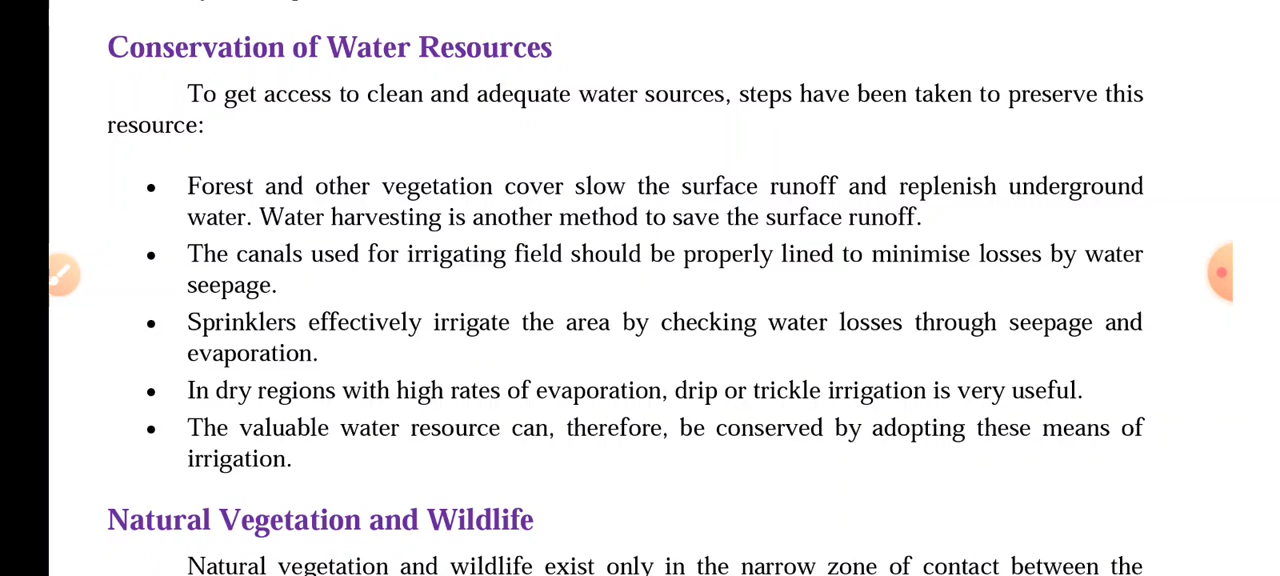 Conservation of Water Resources
To get access to clean and adequate water sources, steps have been taken to preserve this
resource:
• Forest and other vegetation cover slow the surface runoff and replenish underground
water. Water harvesting is another method to save the surface runoff.
• The canals used for irrigating field should be properly lined to minimise losses by water
seepage.
• Sprinklers effectively irrigate the area by checking water losses through seepage and
evaporation.
• In dry regions with high rates of evaporation, drip or trickle irrigation is very useful.
• The valuable water resource can, therefore, be conserved by adopting these means of
irrigation.
Natural Vegetation and Wildlife
Natural vegetation and wildlife exist only in the narrow zone of contact between the